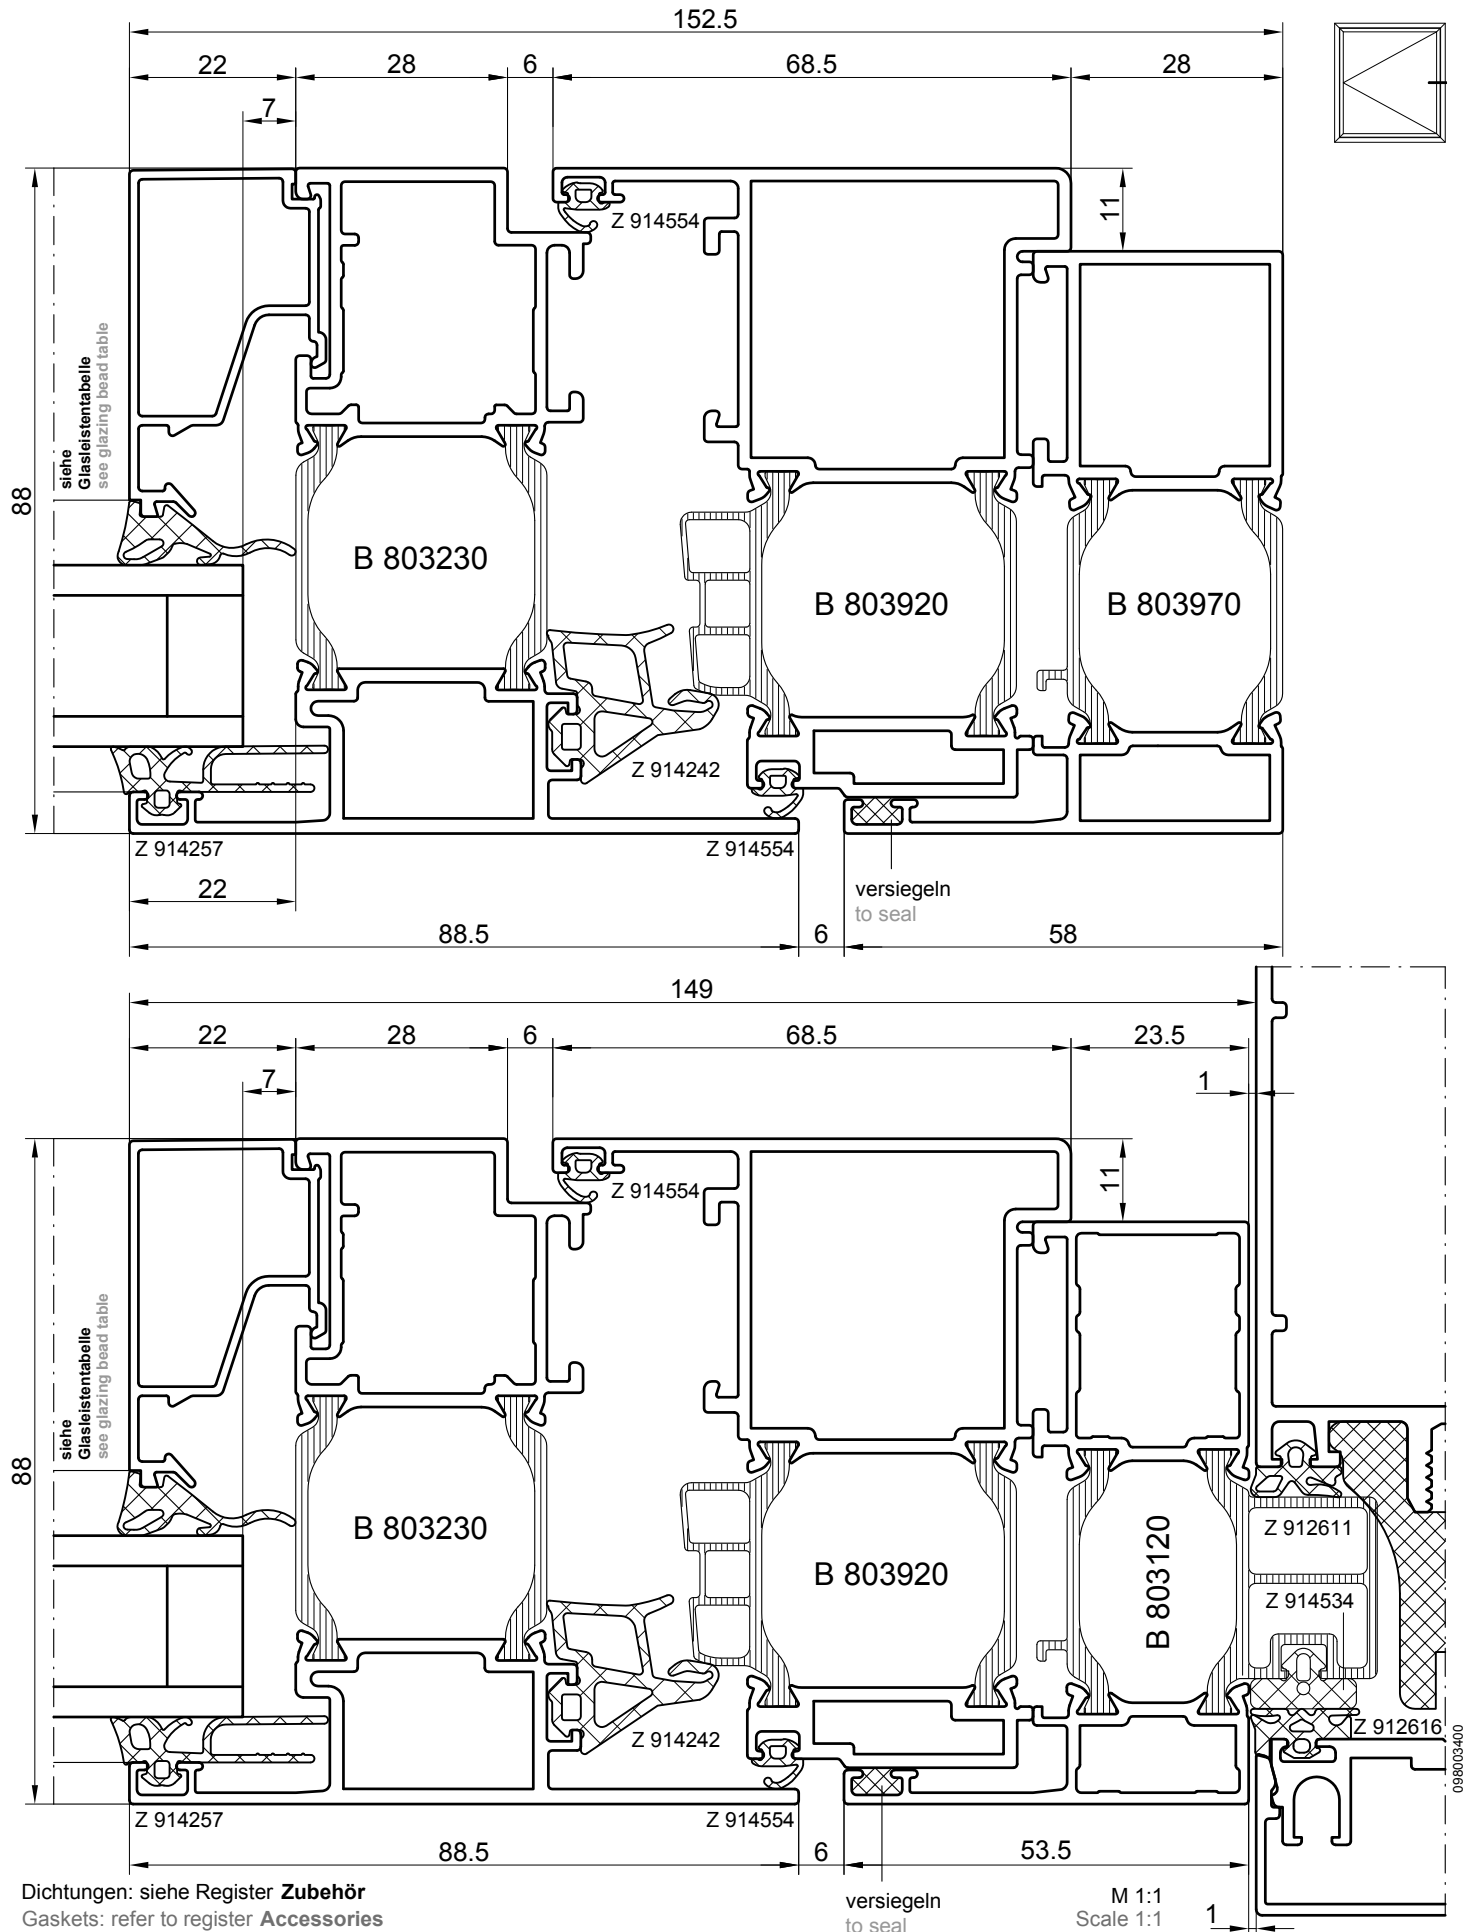 152.5
22
28
6
68.5
28
7
11
Z 914554
siehe
Glasleistentabelle
see glazing bead table
88
B 803230
B 803920
B 803970
Z 914242
Z 914257
Z 914554
22
versiegeln
to seal
88.5
6
58
149
22
28
6
68.5
23.5
7
1
11
Z 914554
siehe
Glasleistentabelle
see glazing bead table
88
B 803230
B 803920
B 803120
Z 912611
Z 914534
Z 914242
Z 912616
098003400
Z 914257
Z 914554
88.5
6
53.5
Dichtungen: siehe Register Zubehör
Gaskets: refer to register Accessories
versiegeln
to seal
M 1:1
Scale 1:1
1